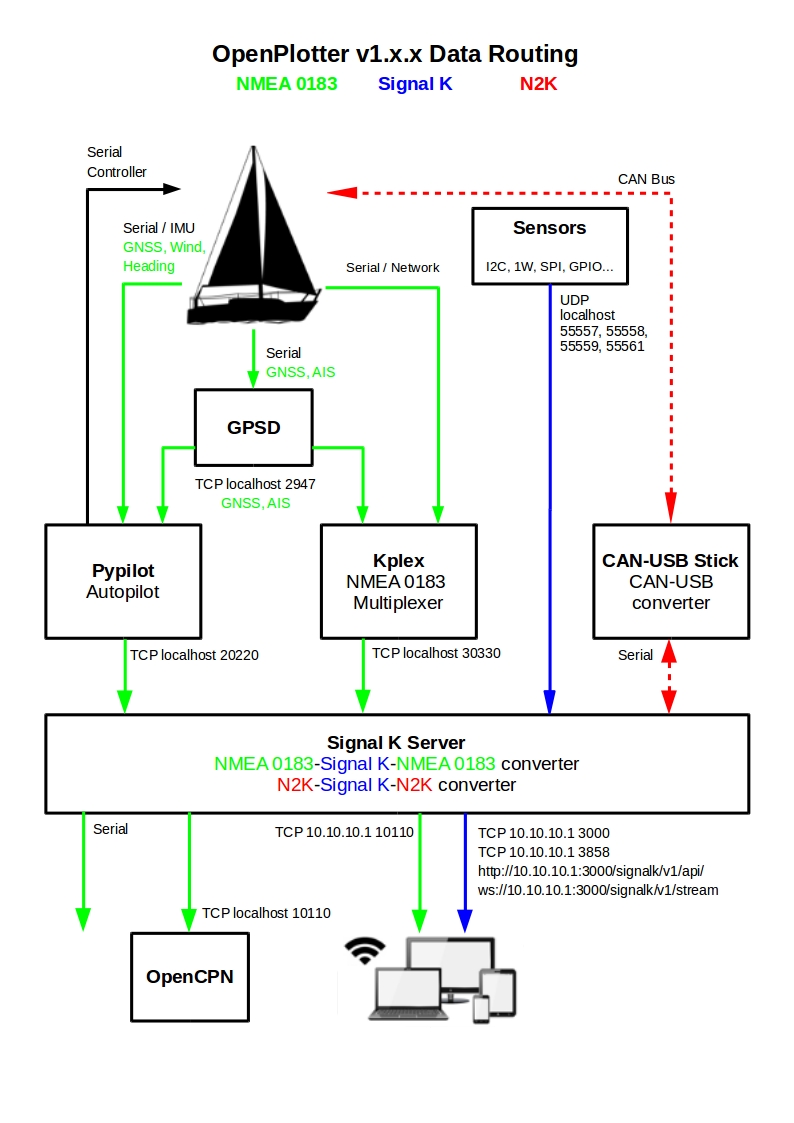 OpenPlotter v1.x.x Data Routing
NMEA 0183 Signal K N2K
Serial
Controller
CAN Bus
Serial / IMU
GNSS, Wind,
Heading
Serial / Network
Sensors
I2C, 1W, SPI, GPIO...
UDP
localhost
55557, 55558,
55559, 55561
Serial
GNSS, AIS
GPSD
TCP localhost 2947
GNSS, AIS
Pypilot
Autopilot
Kplex
NMEA 0183
Multiplexer
CAN-USB Stick
CAN-USB
converter
TCP localhost 20220
TCP localhost 30330
Serial
Signal K Server
NMEA 0183-Signal K-NMEA 0183 converter
N2K-Signal K-N2K converter
Serial
TCP 10.10.10.1 10110
TCP 10.10.10.1 3000
TCP 10.10.10.1 3858
http://10.10.10.1:3000/signalk/v1/api/
ws://10.10.10.1:3000/signalk/v1/stream
TCP localhost 10110
OpenCPN